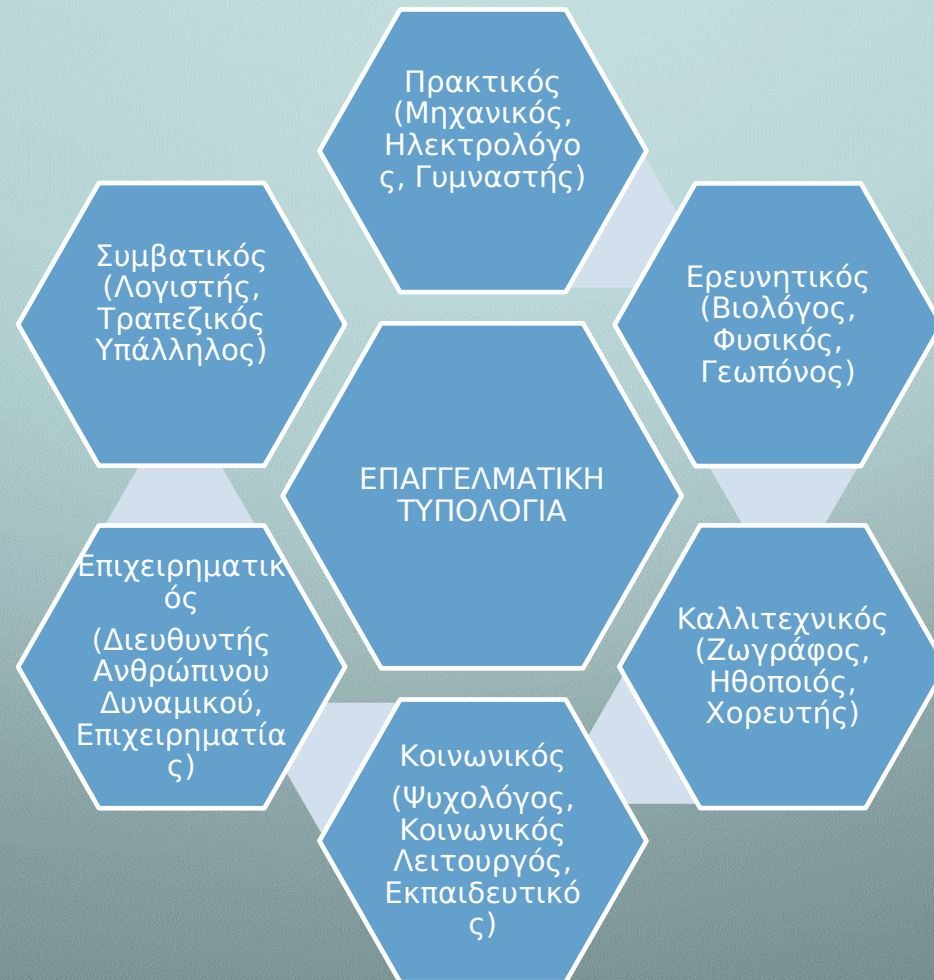 Πρακτικός
(Μηχανικός,
Ηλεκτρολόγο
ς, Γυμναστής)
Ερευνητικός
(Βιολόγος,
Φυσικός,
Γεωπόνος)
Καλλιτεχνικός
(Ζωγράφος,
Ηθοποιός,
Χορευτής)
Κοινωνικός
(Ψυχολόγος,
Κοινωνικός
Λειτουργός,
Εκπαιδευτικό
ς)
Επιχειρηματικ
ός
(Διευθυντής
Ανθρώπινου
Δυναμικού,
Επιχειρηματία
ς)
Συμβατικός
(Λογιστής,
Τραπεζικός
Υπάλληλος)
ΕΠΑΓΓΕΛΜΑΤΙΚΗ
ΤΥΠΟΛΟΓΙΑ